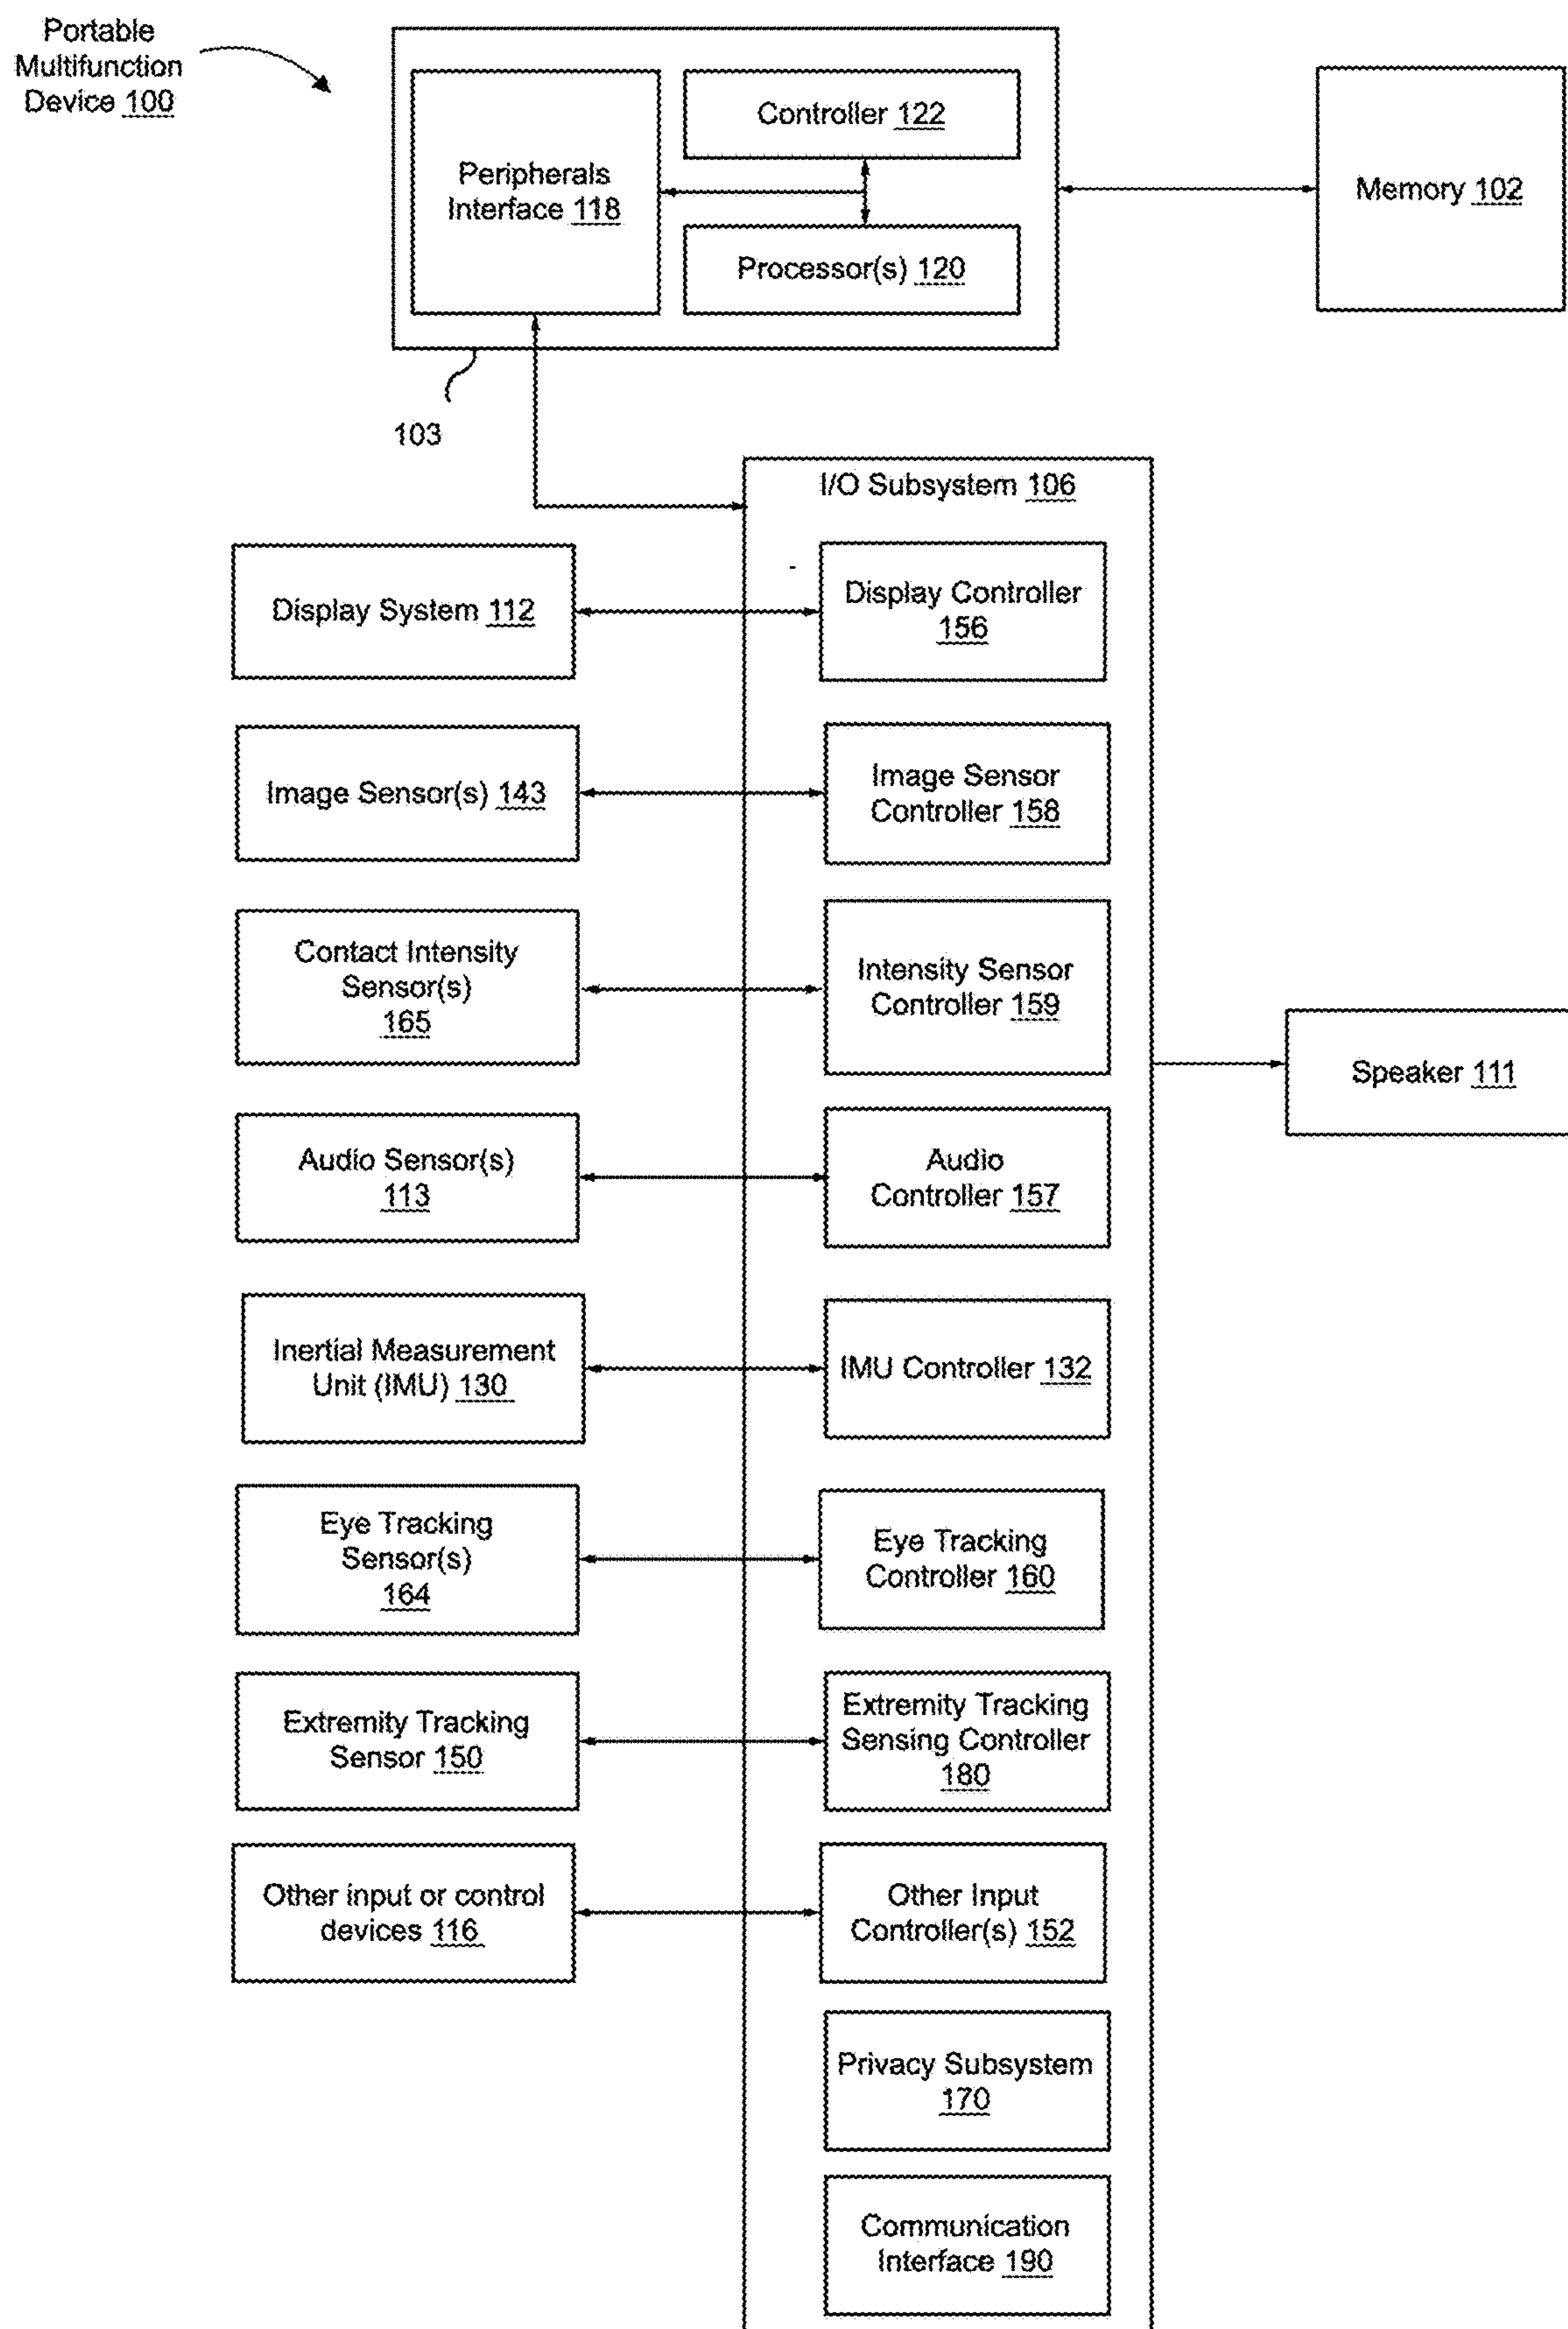 Portable
Multifunction
Device 100
Controller 122
Peripherals
Interface 118
Processor(s) 120
Memory 102
103
I/O Subsystem 106
Display System 112
Display Controller
156
Image Sensor(s) 143
Image Sensor
Controller 158
Contact Intensity
Sensor(s)
165
Intensity Sensor
Controller 159
Speaker 111
Audio Sensor(s)
113
Audio
Controller 157
Inertial Measurement
Unit (IMU) 130
IMU Controller 132
Eye Tracking
Sensor(s)
164
Eye Tracking
Controller 160
Extremity Tracking
Sensor 150
Extremity Tracking
Sensing Controller
180
Other input or control
devices 116
Other Input
Controller(s) 152
Privacy Subsystem
170
Communication
Interface 190